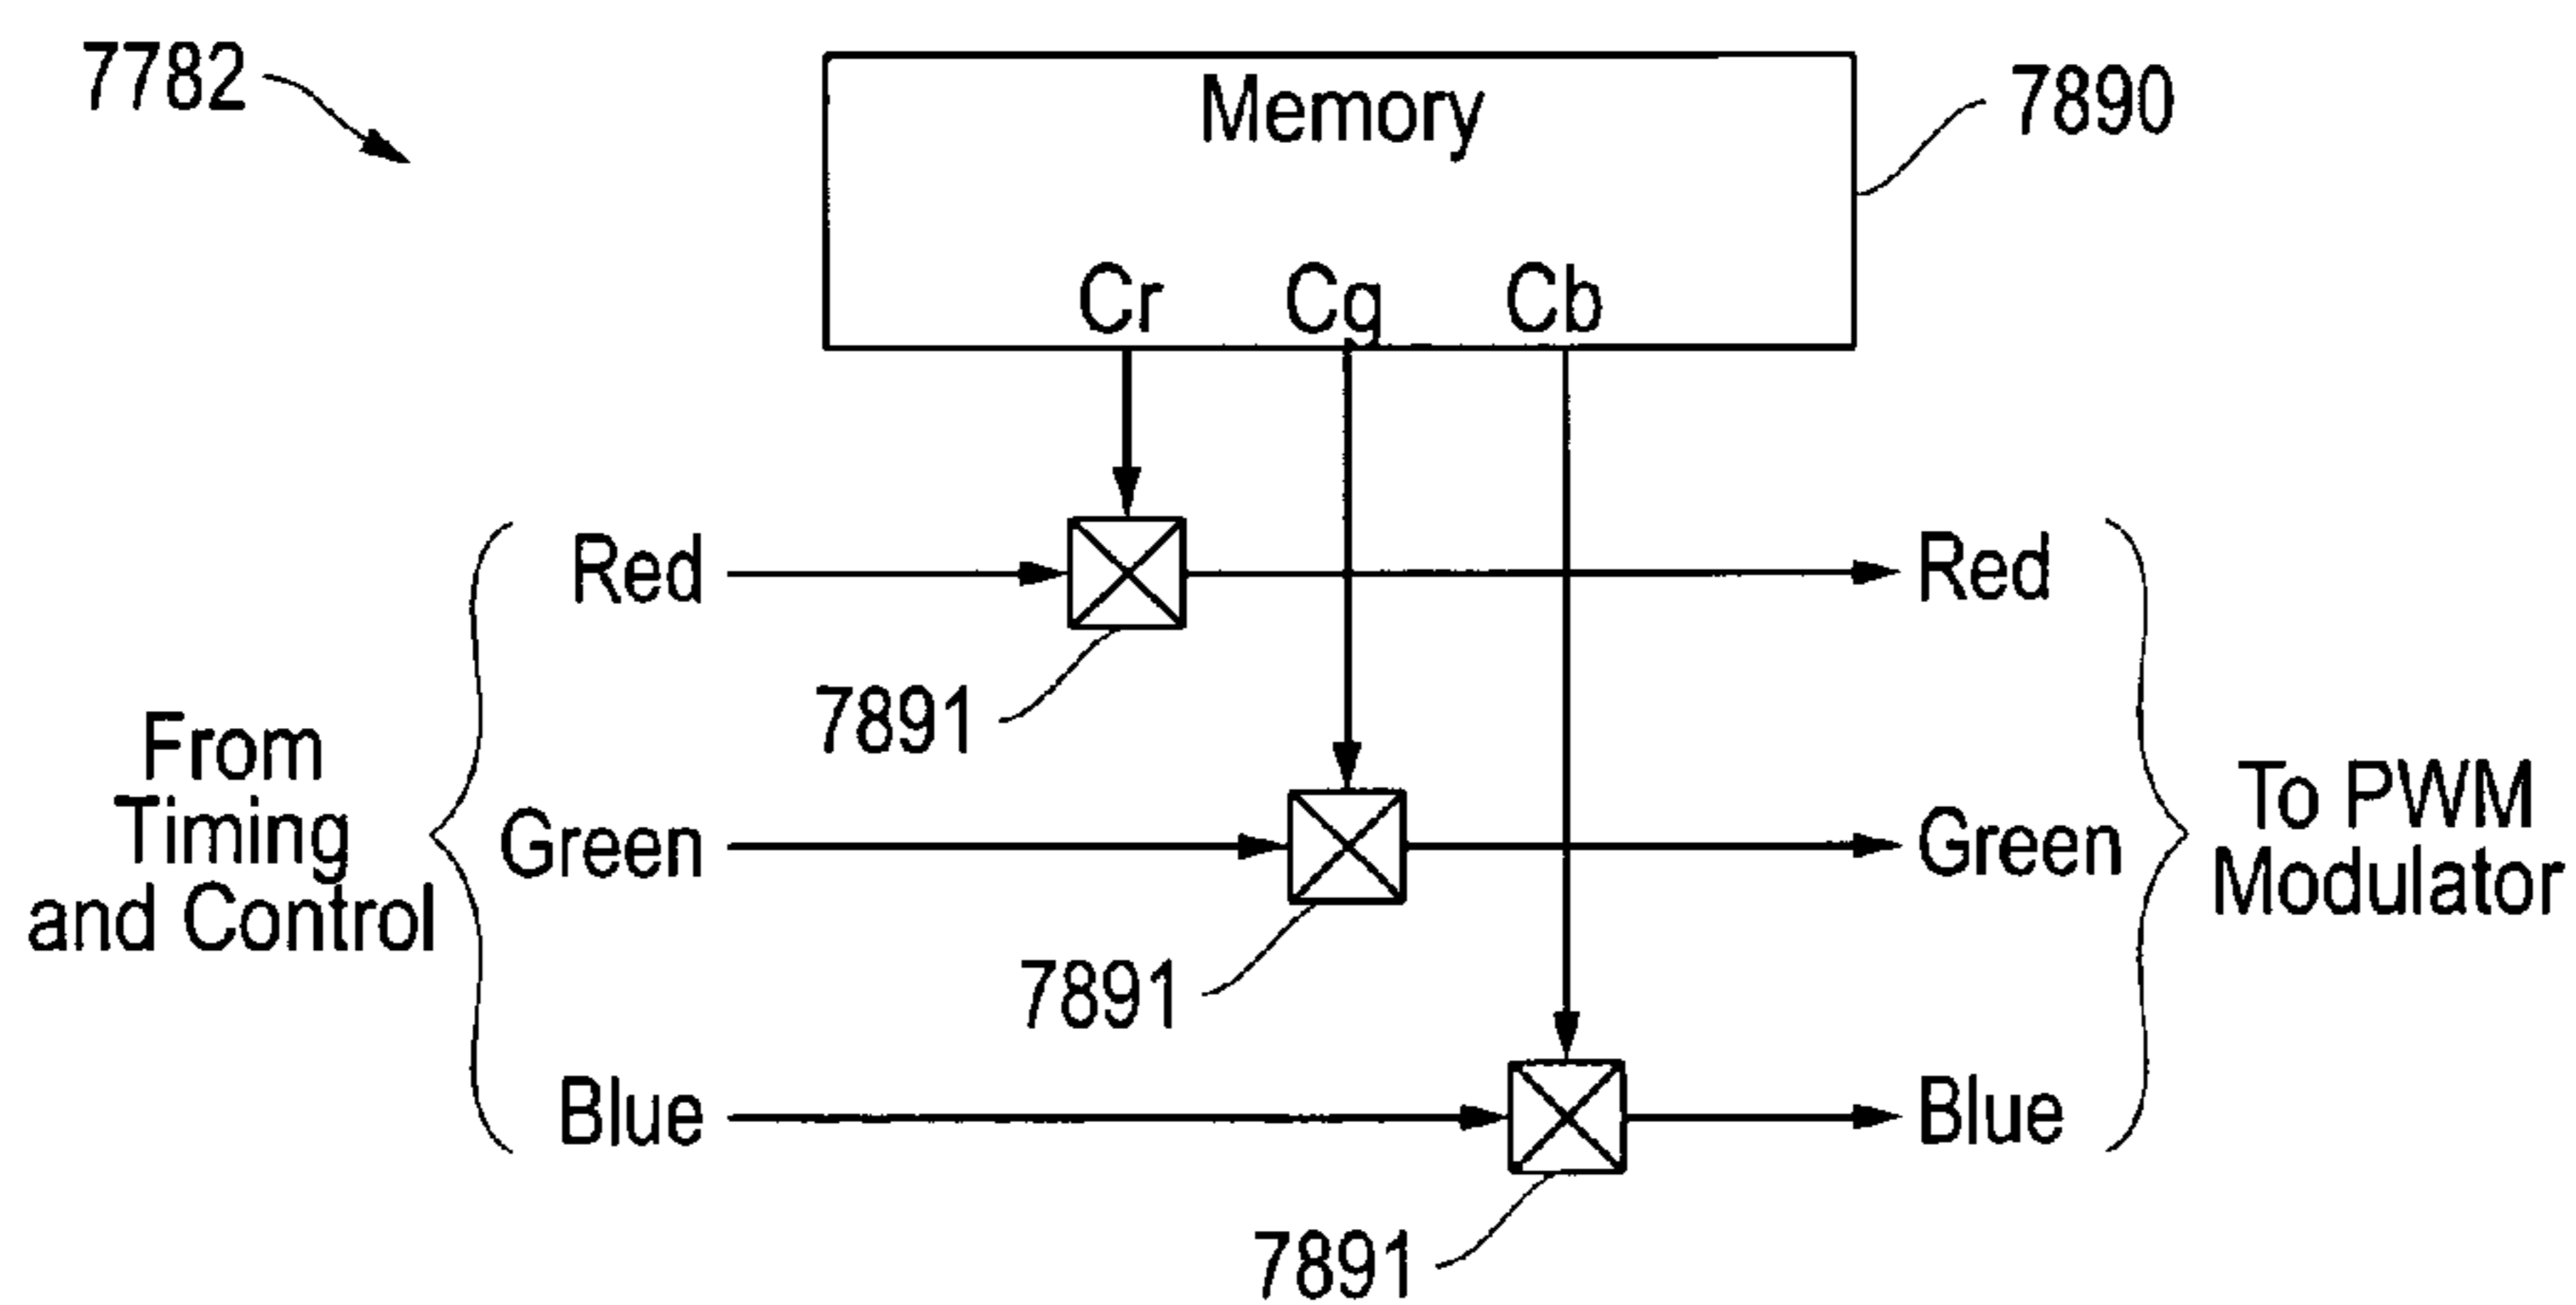 7782
Memory
7890
Cr Cg Cb
Red
Red
7891
From
Timing
and Control
Green
Green
To PWM
Modulator
7891
Blue
Blue
7891